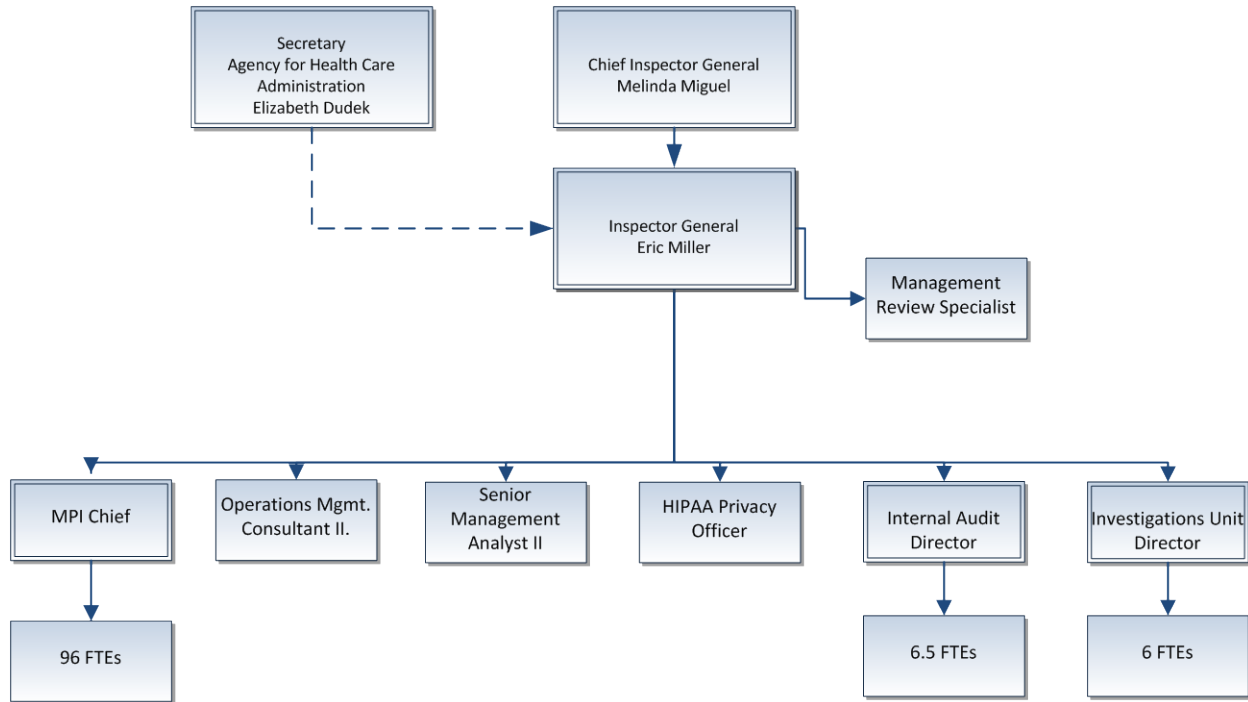 Secretary
Agency for Health Care
Administration
Elizabeth Dudek
Chief Inspector General
Melinda Miguel
Inspector General
Eric Miller
Management
Review Specialist
MPI Chief
Operations Mgmt.
Consultant II.
Senior
Management
Analyst II
HIPAA Privacy
Officer
Internal Audit
Director
Investigations Unit
Director
96 FTEs
6.5 FTEs
6 FTEs